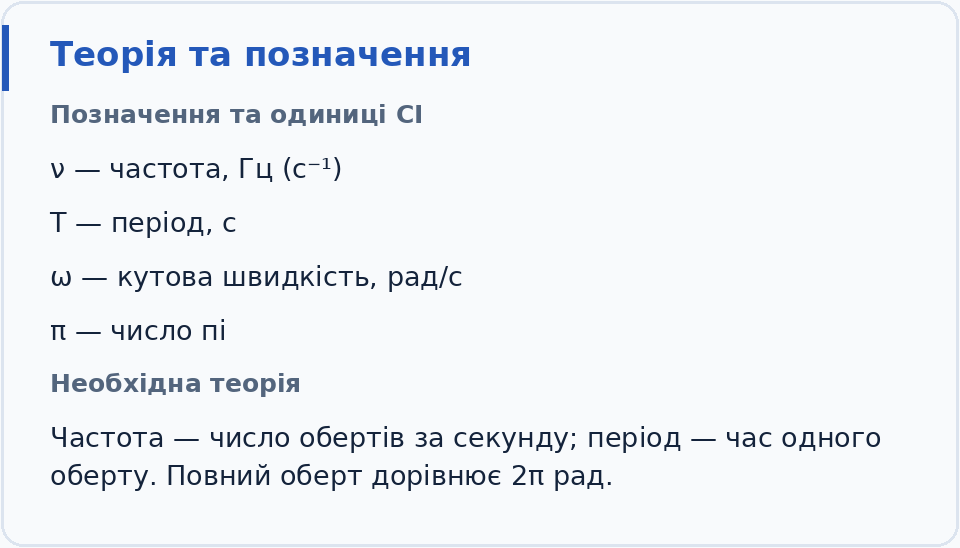 Теорія та позначення
Позначення та одиниці СІ
ν — частота, Гц (с⁻¹)
T — період, с
ω — кутова швидкість, рад/с
π — число пі
Необхідна теорія
Частота — число обертів за секунду; період — час одного
оберту. Повний оберт дорівнює 2π рад.